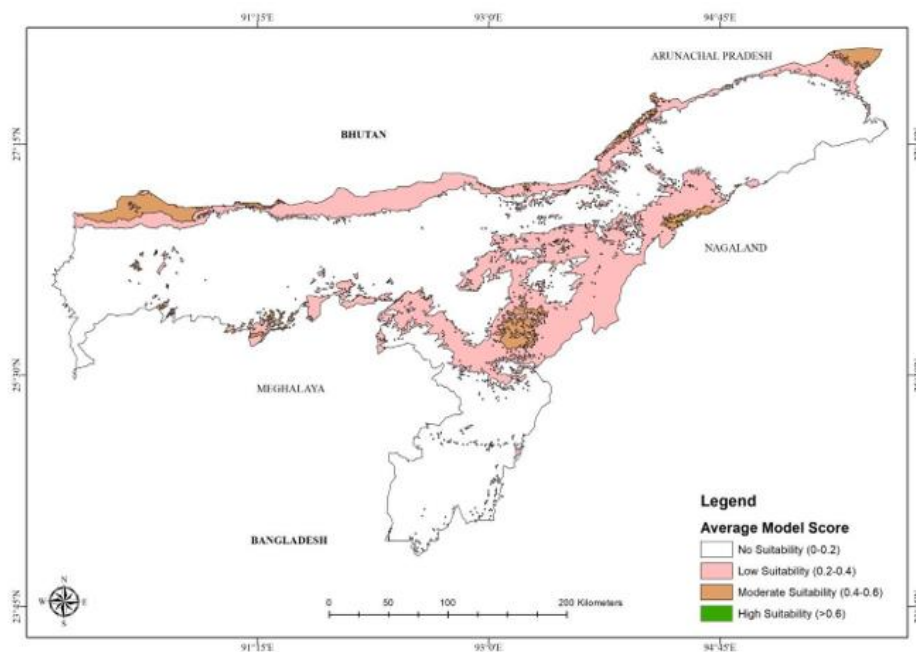 91°15'E 93°0'E 94°45'E
ARUNACHAL PRADESH
BHUTAN
27°15'N
NAGALAND
25°30'N
MEGHALAYA
Legend
Average Model Score
BANGLADESH
No Suitability (0-0.2)
Low Suitability (0.2-0.4)
Moderate Suitability (0.4-0.6)
High Suitability (>0.6)
N
W E
S
0 50 100 200 Kilometers
23°45'N
91°15'E 93°0'E 94°45'E